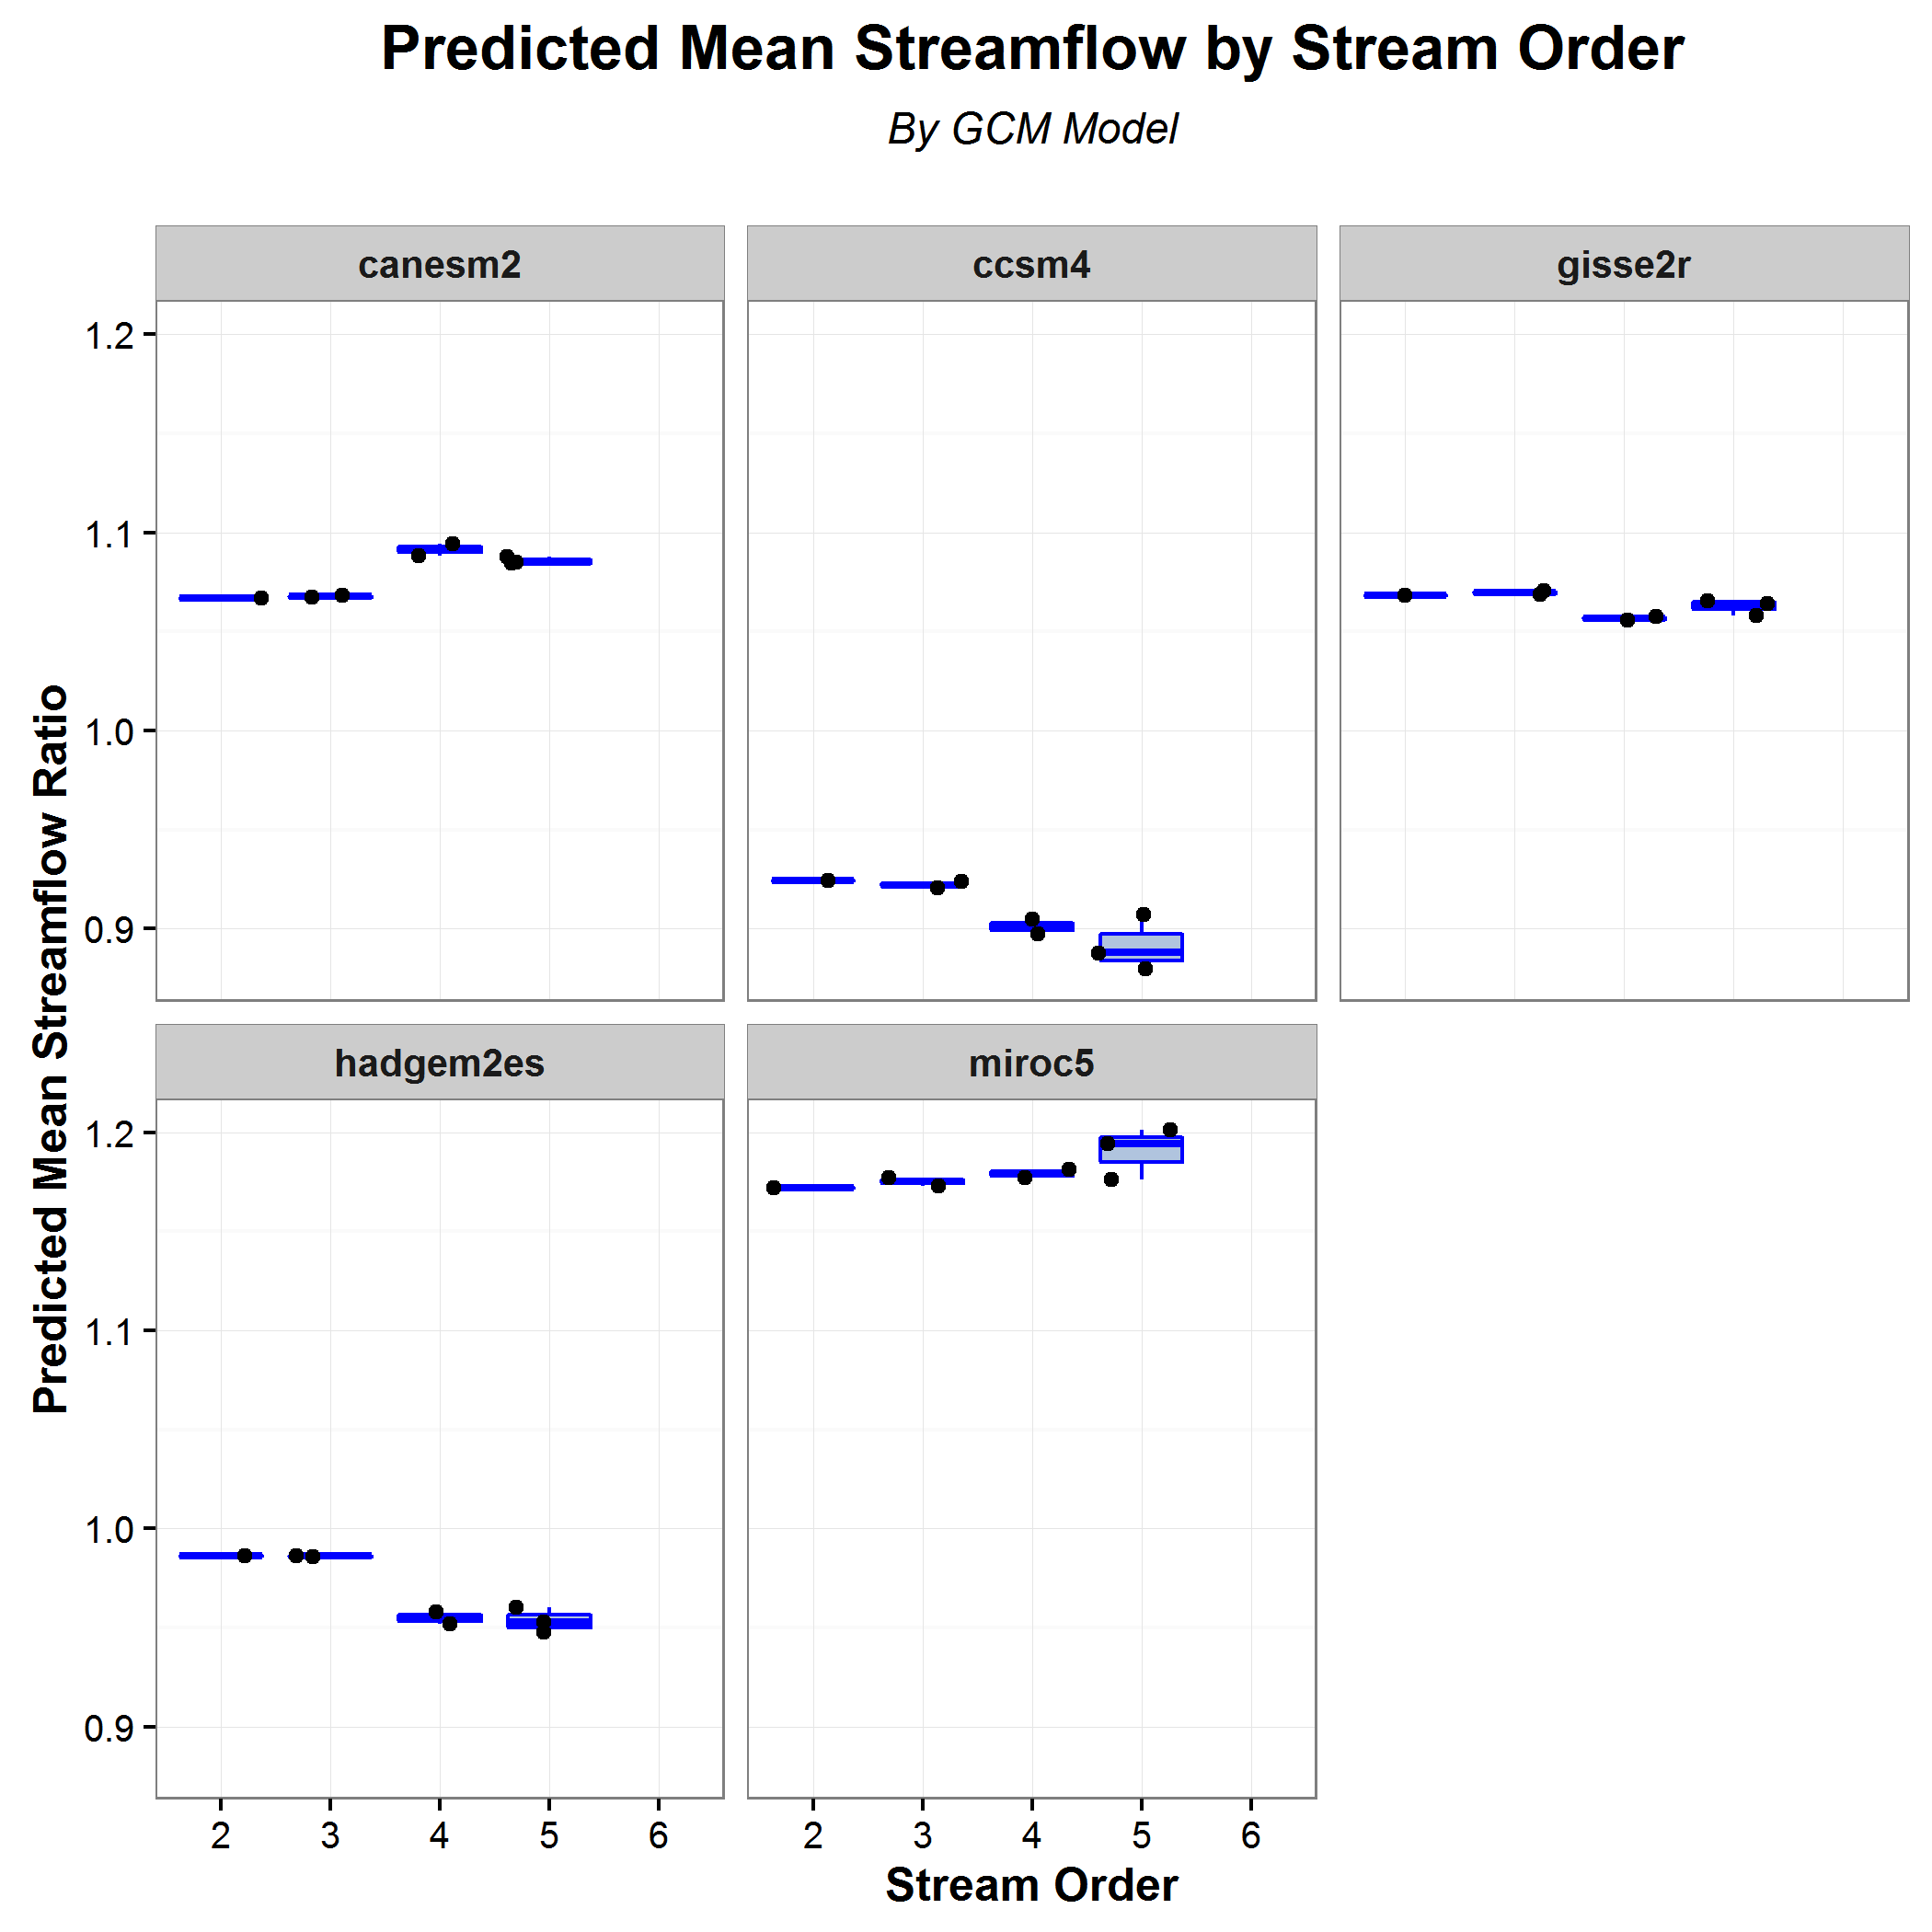 Predicted Mean Streamflow by Stream Order
By GCM Model
canesm2
ccsm4
gisse2r
1.2
1.1
1.0
0.9
hadgem2es
miroc5
1.2
1.1
1.0
0.9
Predicted Mean Streamflow Ratio
2 3 4 5 6
2 3 4 5 6
Stream Order